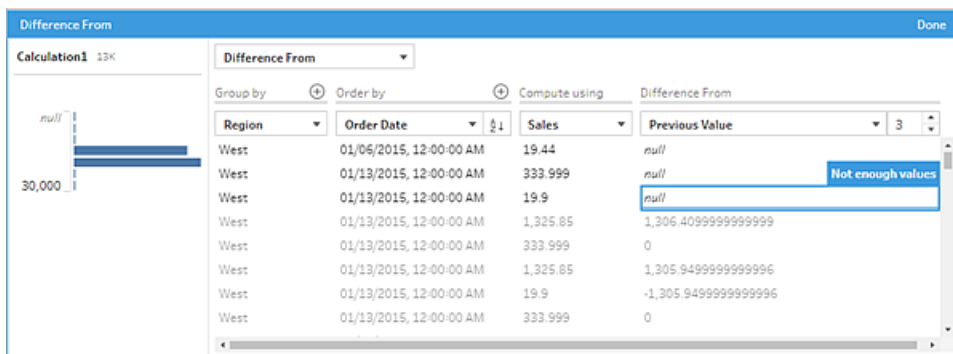 Difference From Done
Calculation1 13K
Difference From
Group by Order by Compute using Difference From
null
Region Order Date Sales Previous Value 3
West 01/06/2015, 12:00:00 AM 19.44 null
West 01/13/2015, 12:00:00 AM 333.999 null Not enough values
30,000
West 01/13/2015, 12:00:00 AM 19.9 null
West 01/13/2015, 12:00:00 AM 1,325.85 1,306.4099999999999
West 01/13/2015, 12:00:00 AM 333.999 0
West 01/13/2015, 12:00:00 AM 1,325.85 1,305.9499999999996
West 01/13/2015, 12:00:00 AM 19.9 -1,305.9499999999996
West 01/13/2015, 12:00:00 AM 333.999 0